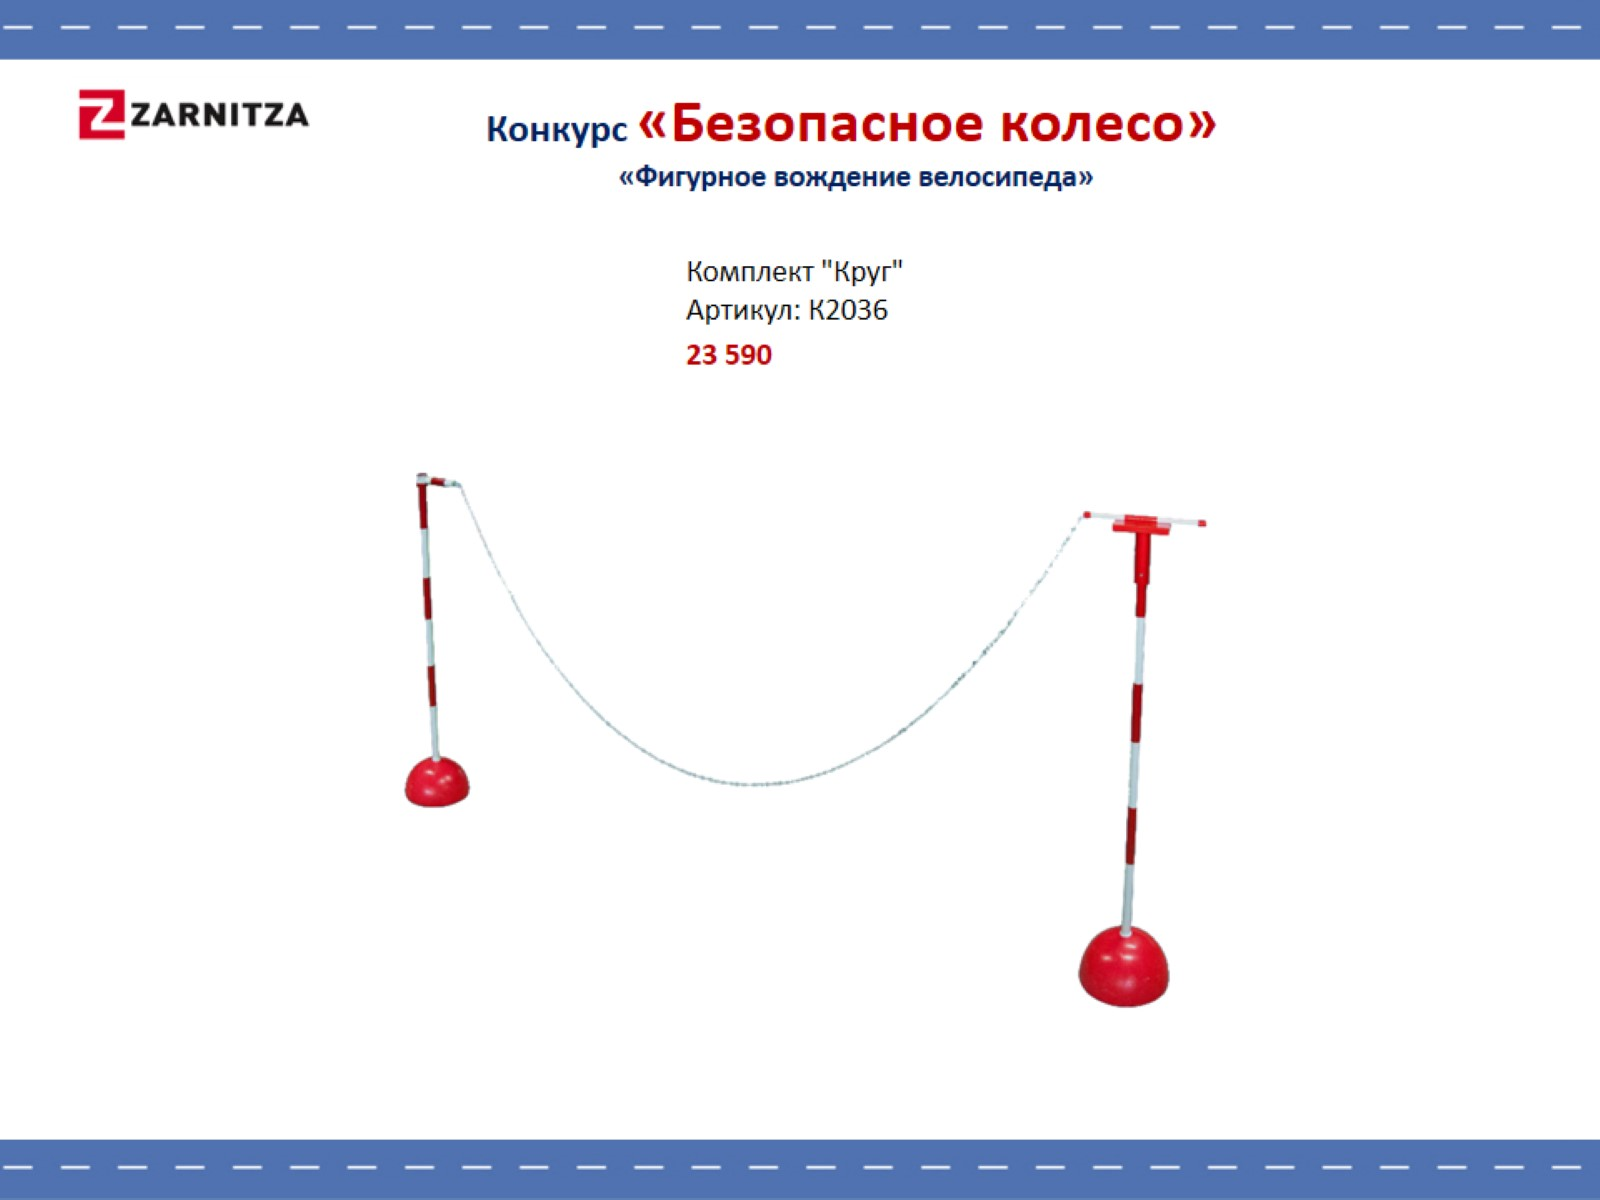 ZARNITZA
Конкурс «Безопасное колесо»
«Фигурное вождение велосипеда»
Комплект "Круг"
Артикул: К2036
23 590